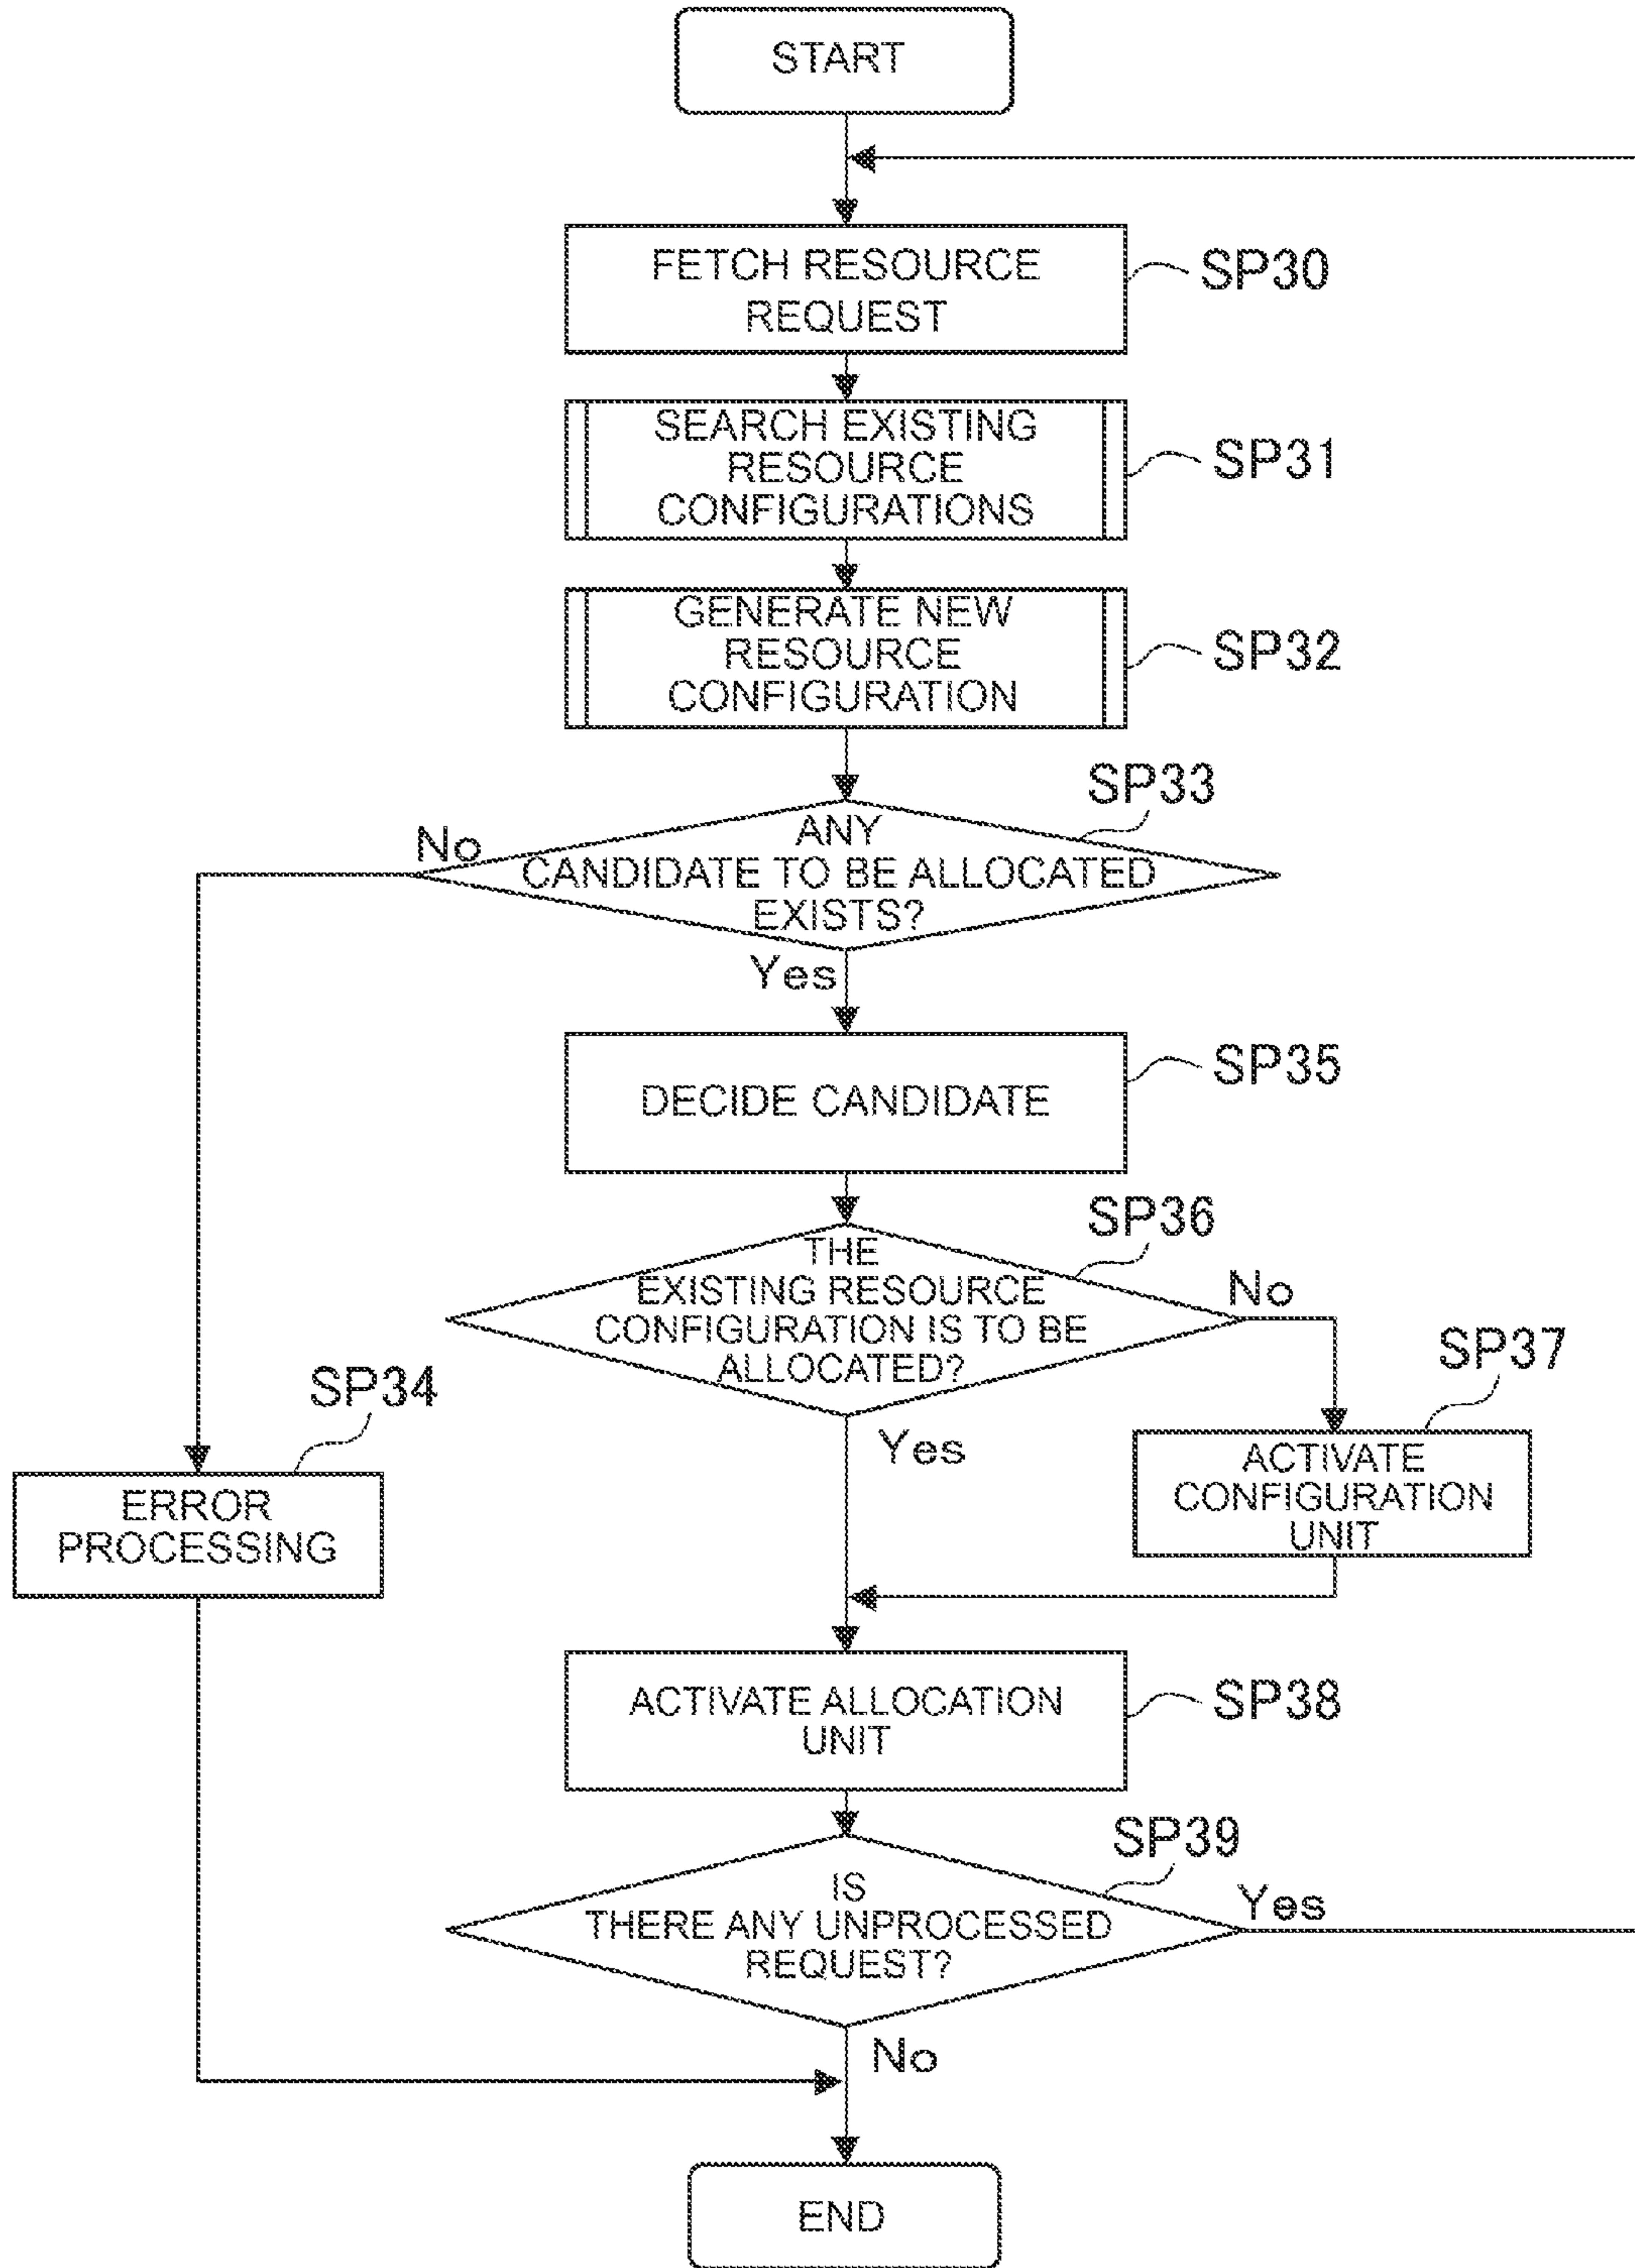 START
FETCH RESOURCE
REQUEST
SP30
SEARCH EXISTING
RESOURCE
CONFIGURATIONS
SP31
GENERATE NEW
RESOURCE
CONFIGURATION
SP32
SP33
No
ANY
CANDIDATE TO BE ALLOCATED
EXISTS?
Yes
DECIDE CANDIDATE
SP35
SP36
THE
EXISTING RESOURCE
CONFIGURATION IS TO BE
ALLOCATED?
No
Yes
SP37
ACTIVATE
CONFIGURATION
UNIT
SP34
ERROR
PROCESSING
ACTIVATE ALLOCATION
UNIT
SP38
SP39
IS
THERE ANY UNPROCESSED
REQUEST?
Yes
No
END